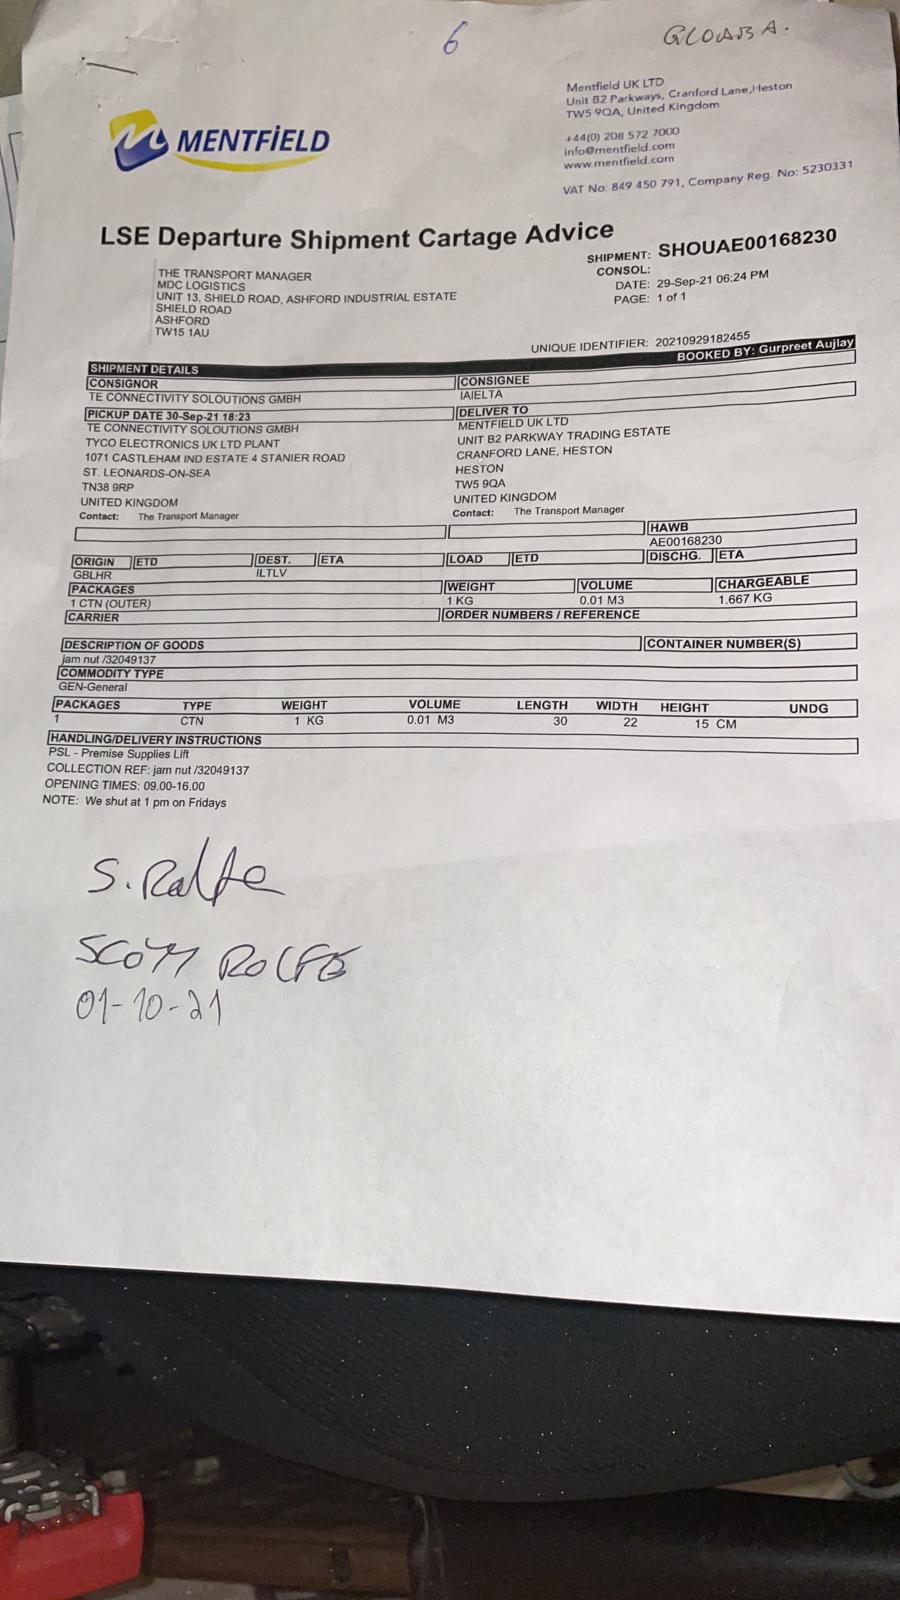 6
GLOABA.
MENTFiELD
Mentfield UK LTD
Unit B2 Parkways, Cranford Lane,Heston
TW5 9QA, United Kingdom
+44(0) 208 572 7000
info@mentfield.com
www.mentfield.com
VAT No: 849 450 791, Company Reg. No: 5230331
LSE Departure Shipment Cartage Advice
SHIPMENT: SHOUAE00168230
CONSOL:
DATE: 29-Sep-21 06:24 PM
PAGE: 1 of 1
THE TRANSPORT MANAGER
MDC LOGISTICS
UNIT 13, SHIELD ROAD, ASHFORD INDUSTRIAL ESTATE
SHIELD ROAD
ASHFORD
TW15 1AU
UNIQUE IDENTIFIER: 20210929182455
SHIPMENT DETAILS BOOKED BY: Gurpreet Aujlay
CONSIGNOR CONSIGNEE
TE CONNECTIVITY SOLOUTIONS GMBH IAIELTA
PICKUP DATE 30-Sep-21 18:23 DELIVER TO
TE CONNECTIVITY SOLOUTIONS GMBH MENTFIELD UK LTD
TYCO ELECTRONICS UK LTD PLANT UNIT B2 PARKWAY TRADING ESTATE
1071 CASTLEHAM IND ESTATE 4 STANIER ROAD CRANFORD LANE, HESTON
ST. LEONARDS-ON-SEA HESTON
TN38 9RP TW5 9QA
UNITED KINGDOM UNITED KINGDOM
Contact: The Transport Manager Contact: The Transport Manager
HAWB
AE00168230
ORIGIN ETD DEST. ETA LOAD ETD DISCHG. ETA
GBLHR ILTLV
PACKAGES WEIGHT VOLUME CHARGEABLE
1 CTN (OUTER) 1 KG 0.01 M3 1.667 KG
CARRIER ORDER NUMBERS / REFERENCE
DESCRIPTION OF GOODS CONTAINER NUMBER(S)
jam nut /32049137
COMMODITY TYPE
GEN-General
PACKAGES TYPE WEIGHT VOLUME LENGTH WIDTH HEIGHT UNDG
1 CTN 1 KG 0.01 M3 30 22 15 CM
HANDLING/DELIVERY INSTRUCTIONS
PSL - Premise Supplies Lift
COLLECTION REF: jam nut /32049137
OPENING TIMES: 09.00-16.00
NOTE: We shut at 1 pm on Fridays
S. Rolfe
SCOTT ROLFE
01-10-21